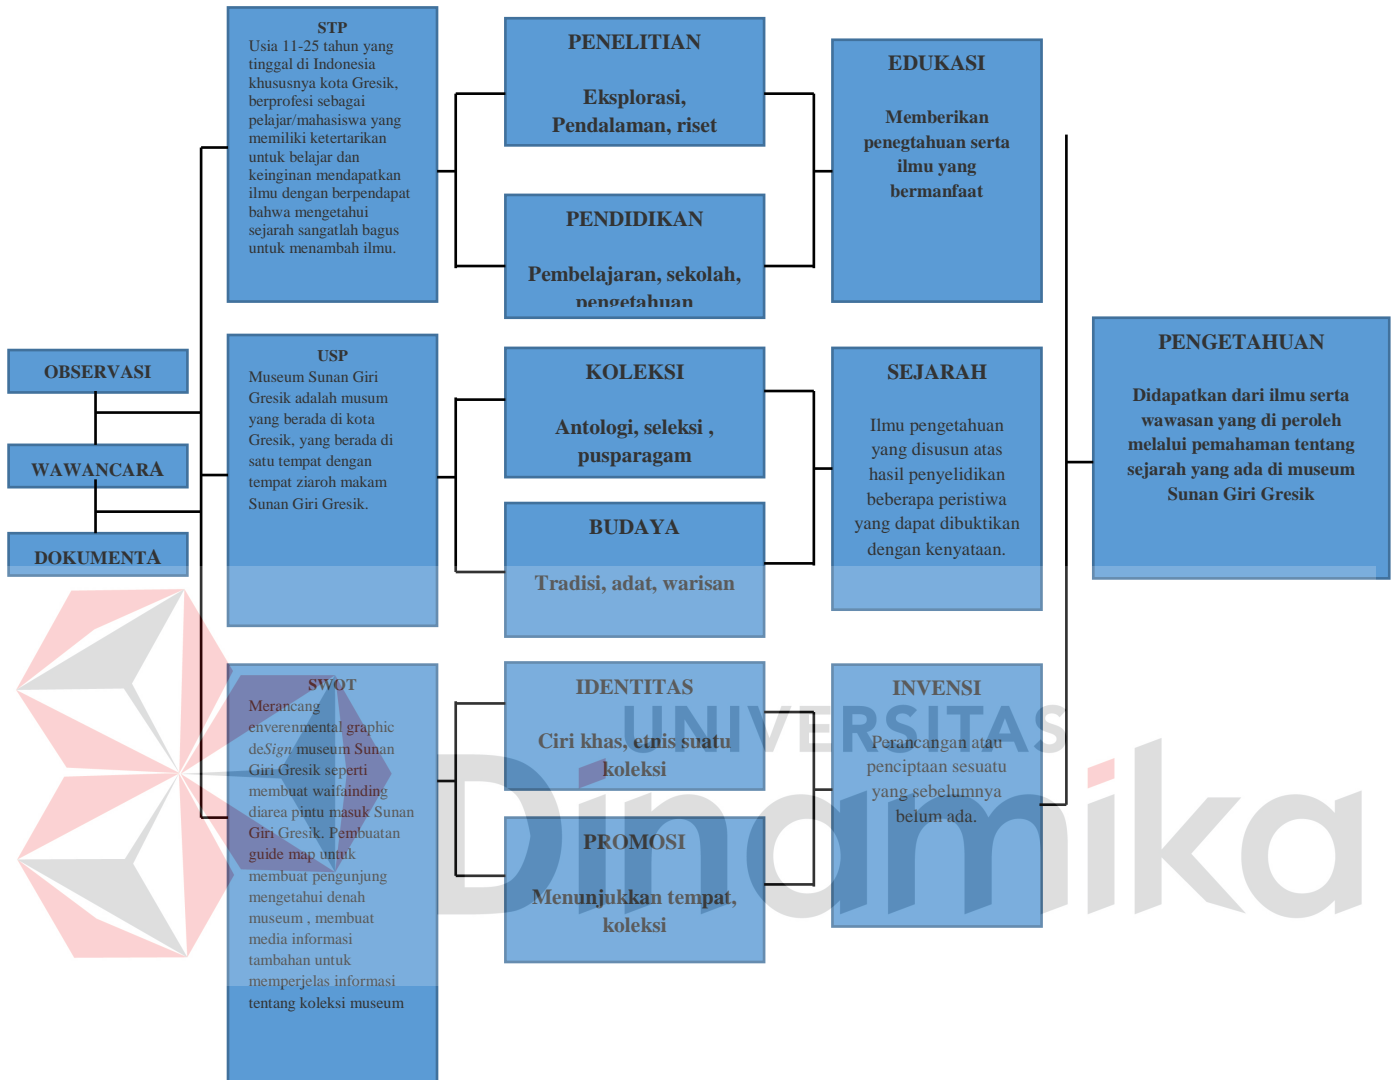 STP
Usia 11-25 tahun yang
tinggal di Indonesia
khususnya kota Gresik,
berprofesi sebagai
pelajar/mahasiswa yang
memiliki ketertarikan
untuk belajar dan
keinginan mendapatkan
ilmu dengan berpendapat
bahwa mengetahui
sejarah sangatlah bagus
untuk menambah ilmu.
PENELITIAN
Eksplorasi,
Pendalaman, riset
EDUKASI
Memberikan
penegtahuan serta
ilmu yang
bermanfaat
PENDIDIKAN
Pembelajaran, sekolah,
pengetahuan
OBSERVASI
WAWANCARA
DOKUMENTA
USP
Museum Sunan Giri
Gresik adalah musum
yang berada di kota
Gresik, yang berada di
satu tempat dengan
tempat ziaroh makam
Sunan Giri Gresik.
KOLEKSI
Antologi, seleksi ,
pusparagam
BUDAYA
Tradisi, adat, warisan
SEJARAH
Ilmu pengetahuan
yang disusun atas
hasil penyelidikan
beberapa peristiwa
yang dapat dibuktikan
dengan kenyataan.
PENGETAHUAN
Didapatkan dari ilmu serta
wawasan yang di peroleh
melalui pemahaman tentang
sejarah yang ada di museum
Sunan Giri Gresik
SWOT
Merancang
enverenmental graphic
deSign museum Sunan
Giri Gresik seperti
membuat waifainding
diarea pintu masuk Sunan
Giri Gresik. Pembuatan
guide map untuk
membuat pengunjung
mengetahui denah
museum , membuat
media informasi
tambahan untuk
memperjelas informasi
tentang koleksi museum
IDENTITAS
Ciri khas, etnis suatu
koleksi
PROMOSI
Menunjukkan tempat,
koleksi
INVENSI
Perancangan atau
penciptaan sesuatu
yang sebelumnya
belum ada.
UNIVERSITAS
Dinamika